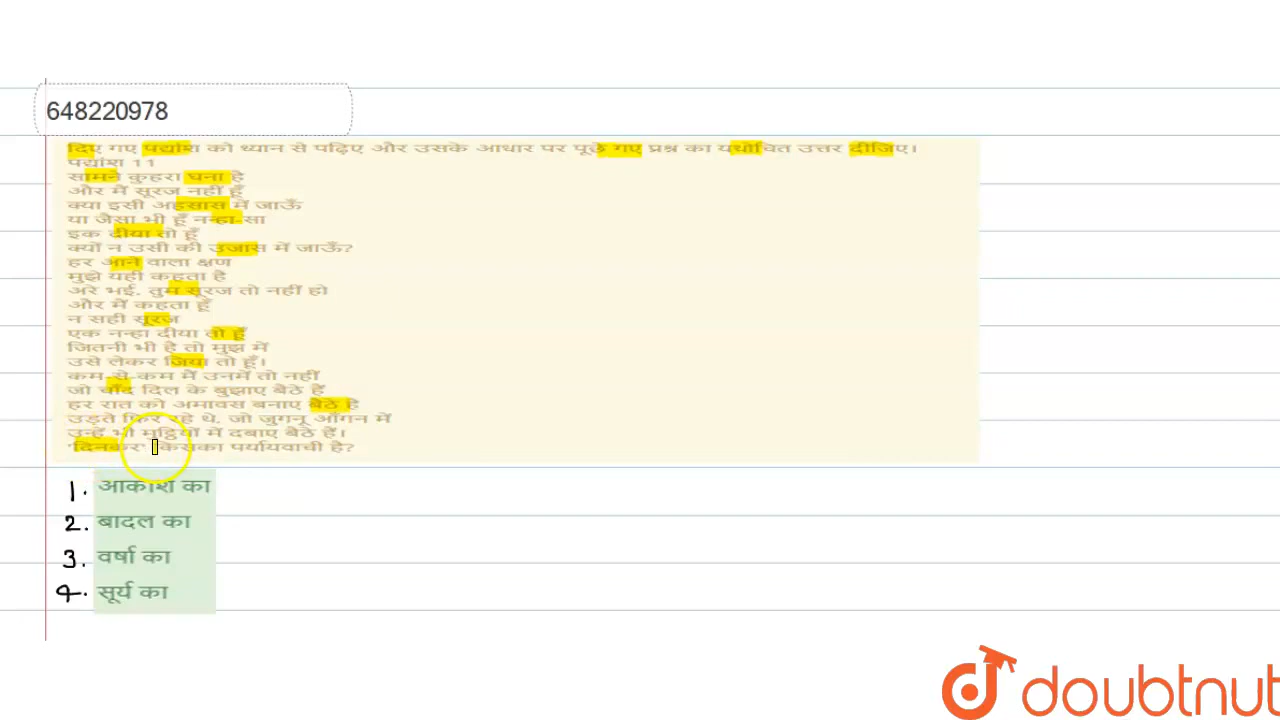 648220978
दिए गए पद्यांश को ध्यान से पढ़िए और उसके आधार पर पूछे गए प्रश्न का यथोचित उत्तर दीजिए।
पद्यांश 11
सामने कुहरा घना है
और मैं सूरज नहीं हूँ
क्या इसी अहसास में जाऊँ
या जैसा भी हूँ नन्हा-सा
इक दीया तो हूँ
क्यों न उसी की उजास में जाऊँ?
हर आने वाला क्षण
मुझे यही कहता है
अरे भई, तुम सूरज तो नहीं हो
और मैं कहता हूँ
न सही सूरज
एक नन्हा दीया तो हूँ
जितनी भी है तो मुझ में
उसे लेकर जिया तो हूँ।
कम-से-कम मैं उनमें तो नहीं
जो चाँद दिल के बुझाए बैठे हैं
हर रात को अमावस बनाए बैठे है
उड़ते फिर रहे थे, जो जुगनू आँगन में
उन्हें भी मुट्ठियों में दबाए बैठे हैं।
'दिनकर' किसका पर्यायवाची है?
1. आकाश का
2. बादल का
3. वर्षा का
4. सूर्य का
doubtnut